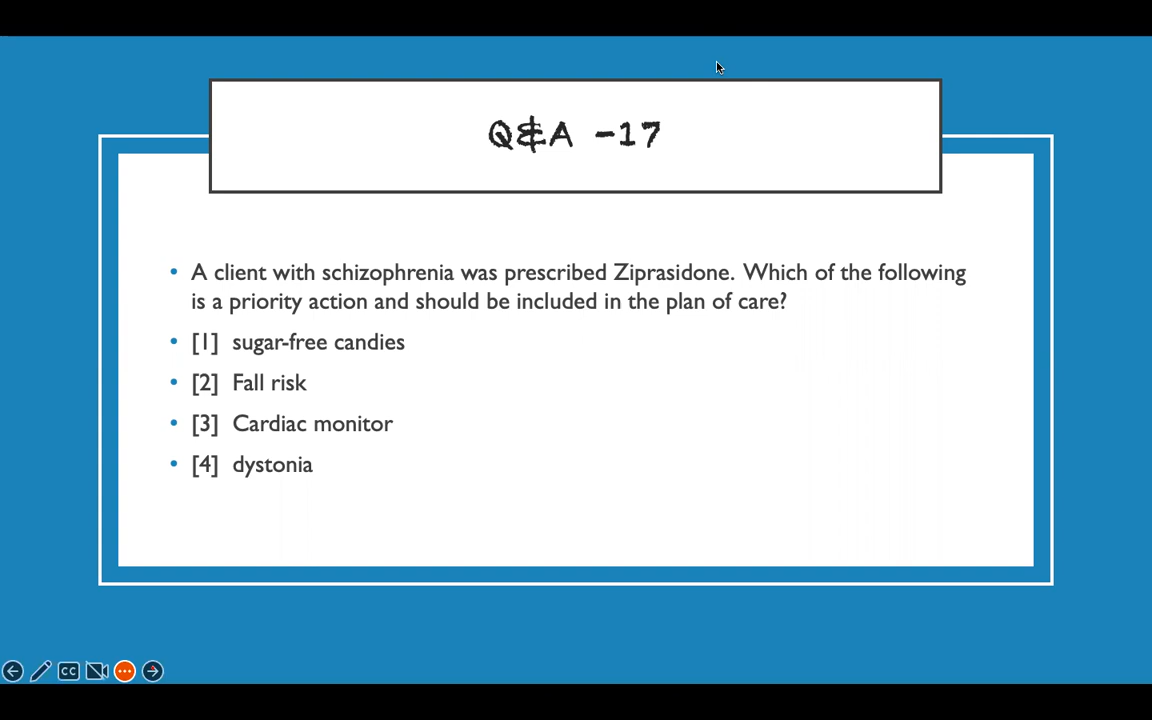 Q&A -17
• A client with schizophrenia was prescribed Ziprasidone. Which of the following
is a priority action and should be included in the plan of care?
• [1] sugar-free candies
• [2] Fall risk
• [3] Cardiac monitor
• [4] dystonia
CC